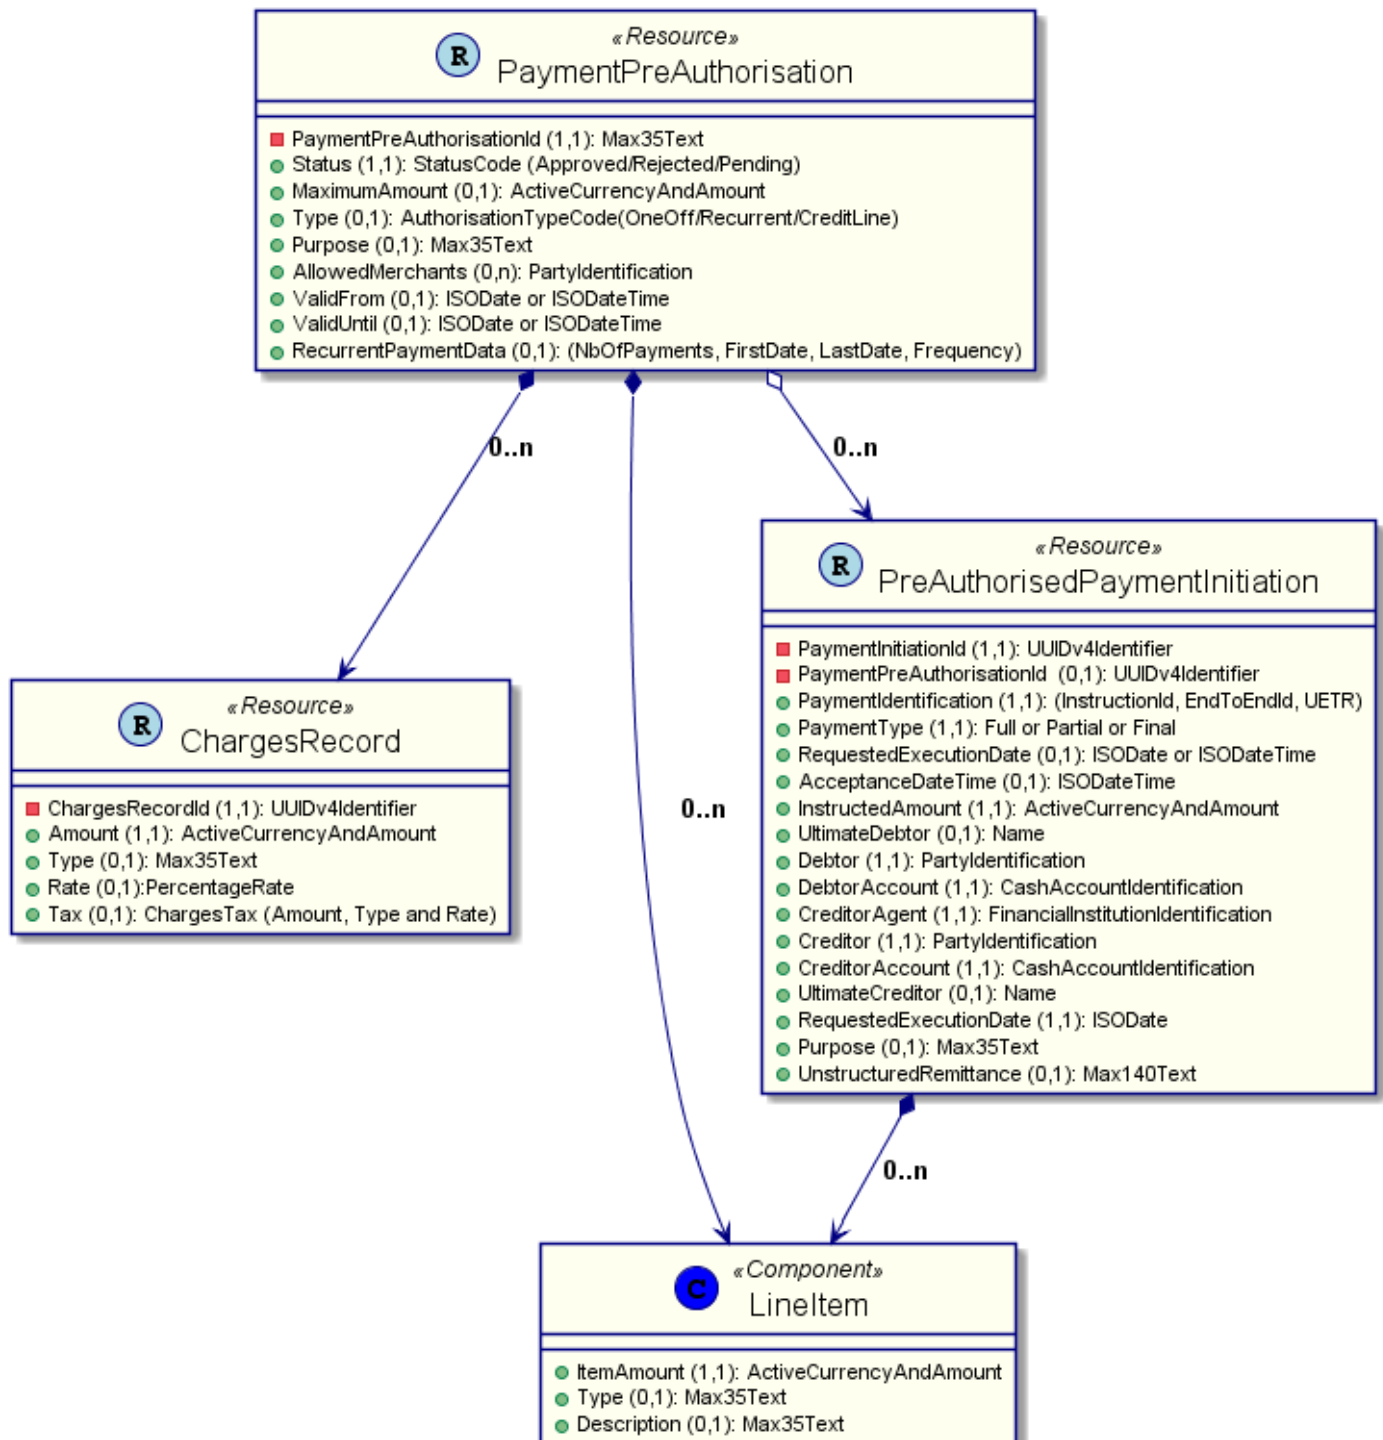 «Resource»
R PaymentPreAuthorisation
PaymentPreAuthorisationId (1,1): Max35Text
Status (1,1): StatusCode (Approved/Rejected/Pending)
MaximumAmount (0,1): ActiveCurrencyAndAmount
Type (0,1): AuthorisationTypeCode(OneOff/Recurrent/CreditLine)
Purpose (0,1): Max35Text
AllowedMerchants (0,n): PartyIdentification
ValidFrom (0,1): ISODate or ISODateTime
ValidUntil (0,1): ISODate or ISODateTime
RecurrentPaymentData (0,1): (NbOfPayments, FirstDate, LastDate, Frequency)
0..n
0..n
«Resource»
R PreAuthorisedPaymentInitiation
PaymentInitiationId (1,1): UUIDv4Identifier
PaymentPreAuthorisationId (0,1): UUIDv4Identifier
PaymentIdentification (1,1): (InstructionId, EndToEndId, UETR)
PaymentType (1,1): Full or Partial or Final
RequestedExecutionDate (0,1): ISODate or ISODateTime
AcceptanceDateTime (0,1): ISODateTime
InstructedAmount (1,1): ActiveCurrencyAndAmount
UltimateDebtor (0,1): Name
Debtor (1,1): PartyIdentification
DebtorAccount (1,1): CashAccountIdentification
CreditorAgent (1,1): FinancialInstitutionIdentification
Creditor (1,1): PartyIdentification
CreditorAccount (1,1): CashAccountIdentification
UltimateCreditor (0,1): Name
RequestedExecutionDate (1,1): ISODate
Purpose (0,1): Max35Text
UnstructuredRemittance (0,1): Max140Text
«Resource»
R ChargesRecord
ChargesRecordId (1,1): UUIDv4Identifier
Amount (1,1): ActiveCurrencyAndAmount
Type (0,1): Max35Text
Rate (0,1):PercentageRate
Tax (0,1): ChargesTax (Amount, Type and Rate)
0..n
0..n
«Component»
C LineItem
ItemAmount (1,1): ActiveCurrencyAndAmount
Type (0,1): Max35Text
Description (0,1): Max35Text